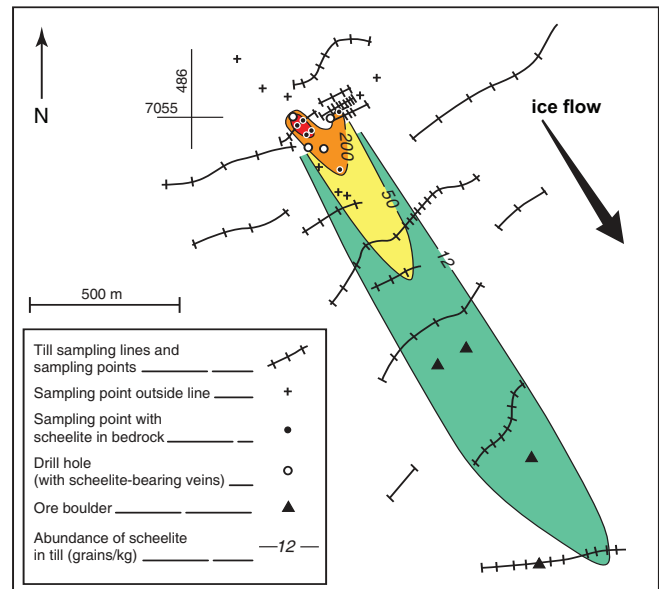 N
486
7055
ice flow
200
50
12
500 m
Till sampling lines and
sampling points
Sampling point outside line
Sampling point with
scheelite in bedrock
Drill hole
(with scheelite-bearing veins)
Ore boulder
Abundance of scheelite
in till (grains/kg)
12